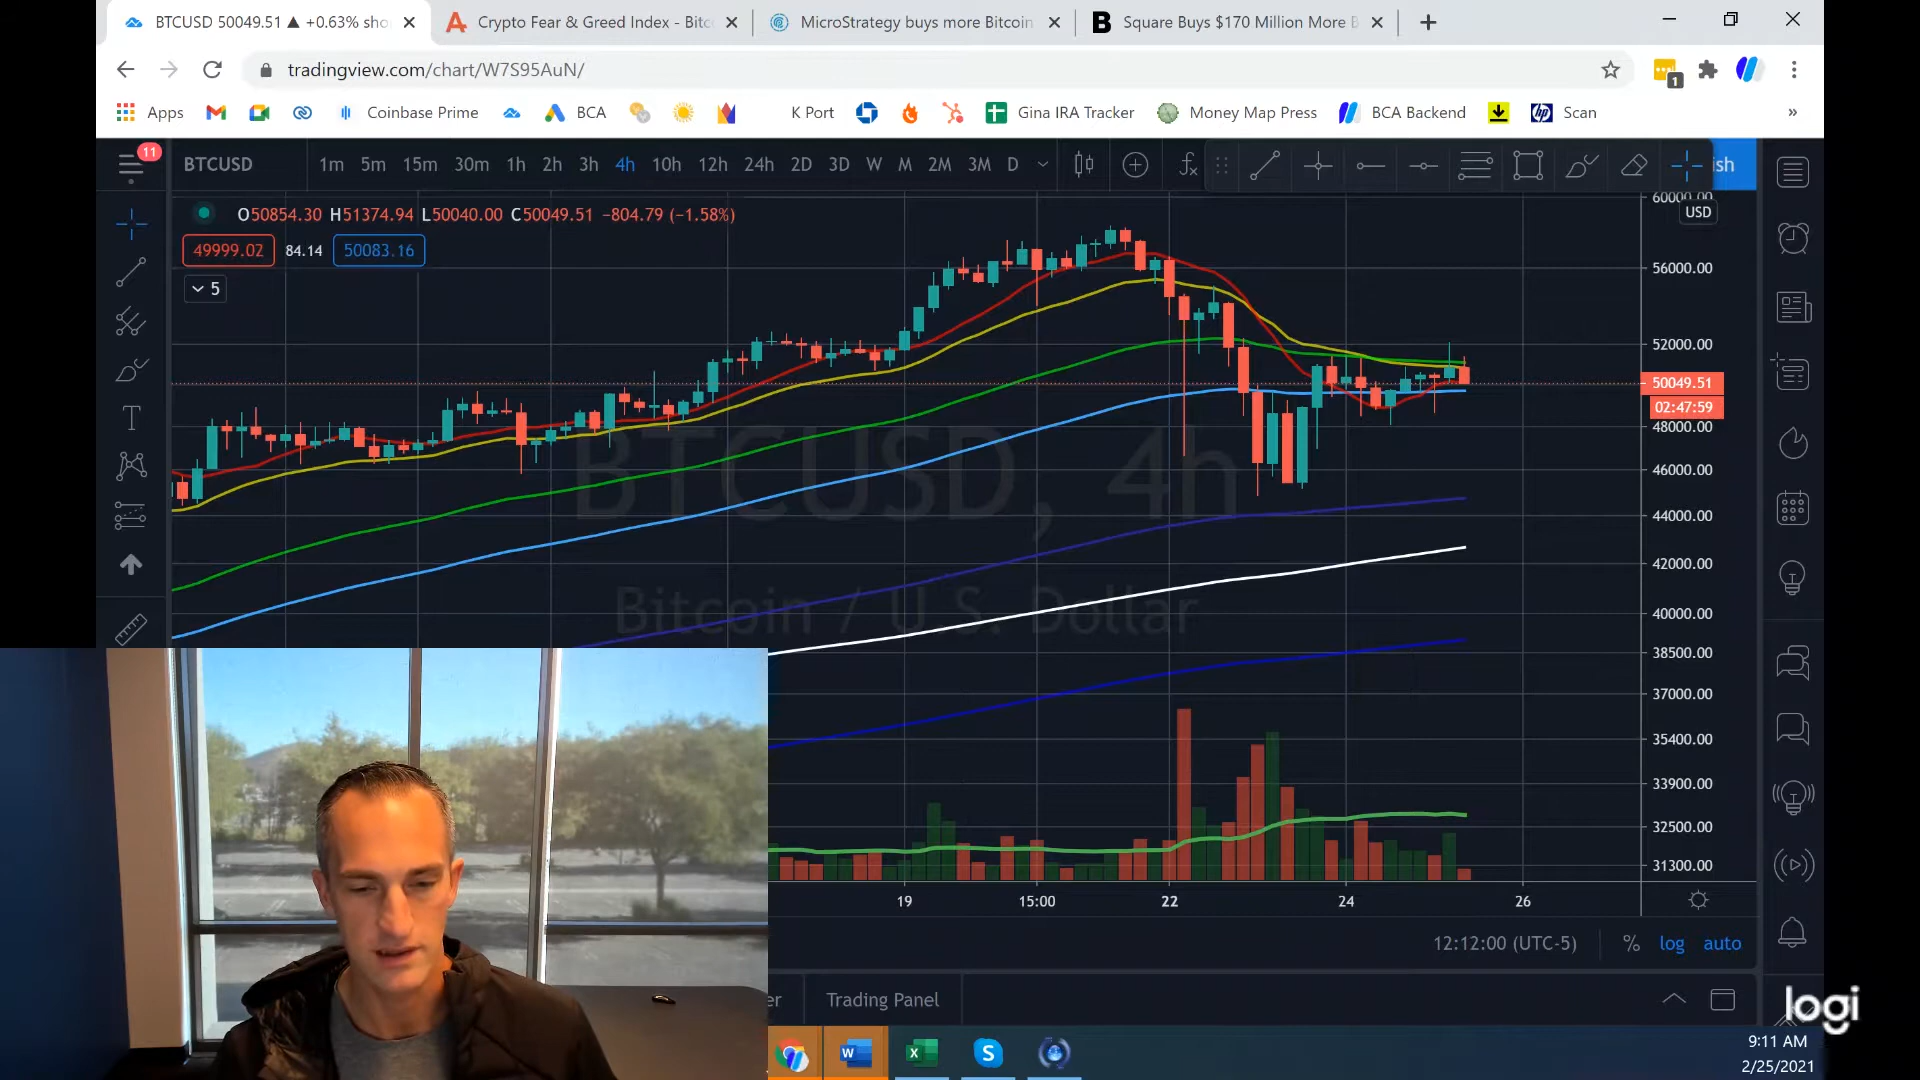 BTCUSD 50049.51 ▲ +0.63% sho
Crypto Fear & Greed Index - Bitc
MicroStrategy buys more Bitcoin
Square Buys $170 Million More B
tradingview.com/chart/W7S95AuN/
1
Apps
Coinbase Prime
BCA
K Port
Gina IRA Tracker
Money Map Press
BCA Backend
Scan
»
11
BTCUSD
1m 5m 15m 30m 1h 2h 3h 4h 10h 12h 24h 2D 3D W M 2M 3M D
sh
O50854.30 H51374.94 L50040.00 C50049.51 −804.79 (−1.58%)
49999.02 84.14 50083.16
5
60000.00
USD
56000.00
52000.00
50049.51
02:47:59
48000.00
46000.00
44000.00
42000.00
40000.00
38500.00
37000.00
35400.00
33900.00
32500.00
31300.00
BTCUSD, 4h
Bitcoin / U.S. Dollar
19 15:00 22 24 26
12:12:00 (UTC-5) % log auto
er
Trading Panel
logi
9:11 AM
2/25/2021